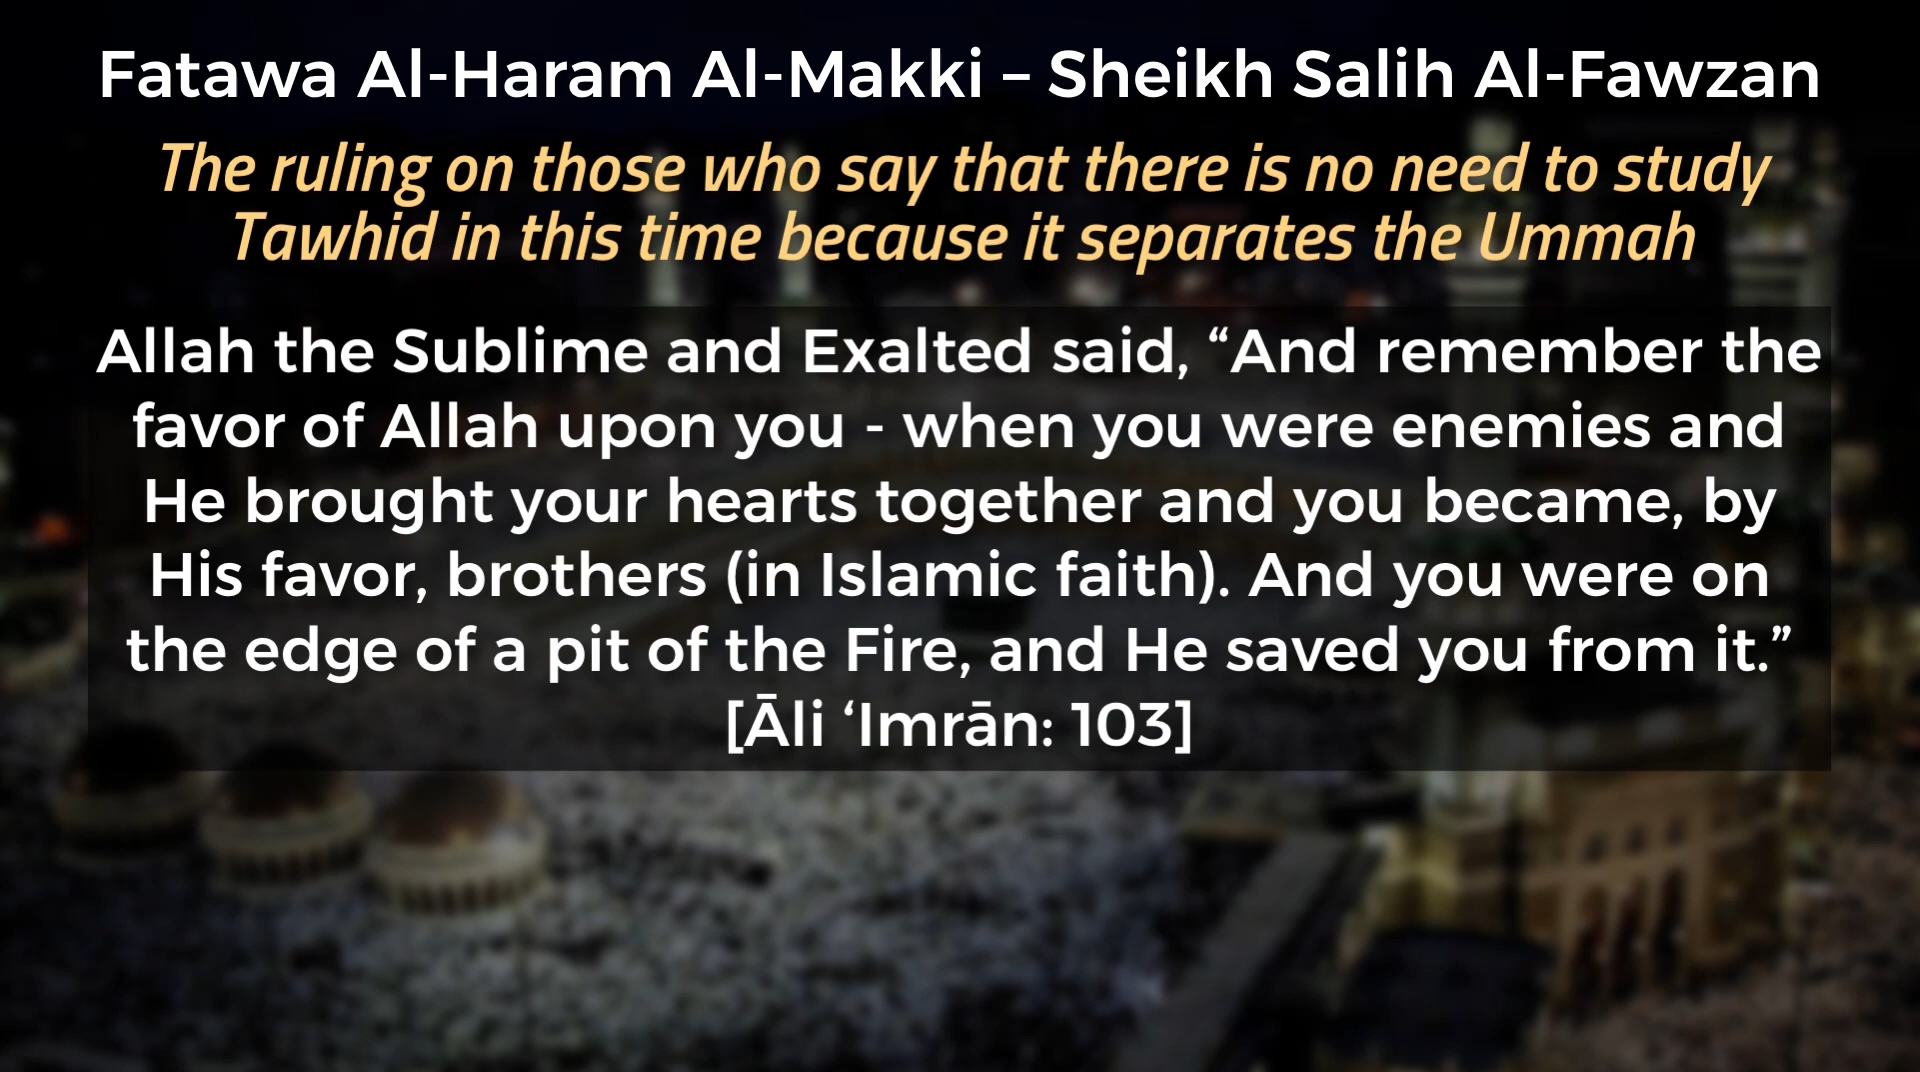 Fatawa Al-Haram Al-Makki – Sheikh Salih Al-Fawzan
The ruling on those who say that there is no need to study
Tawhid in this time because it separates the Ummah
Allah the Sublime and Exalted said, “And remember the
favor of Allah upon you - when you were enemies and
He brought your hearts together and you became, by
His favor, brothers (in Islamic faith). And you were on
the edge of a pit of the Fire, and He saved you from it.”
[Āli ‘Imrān: 103]